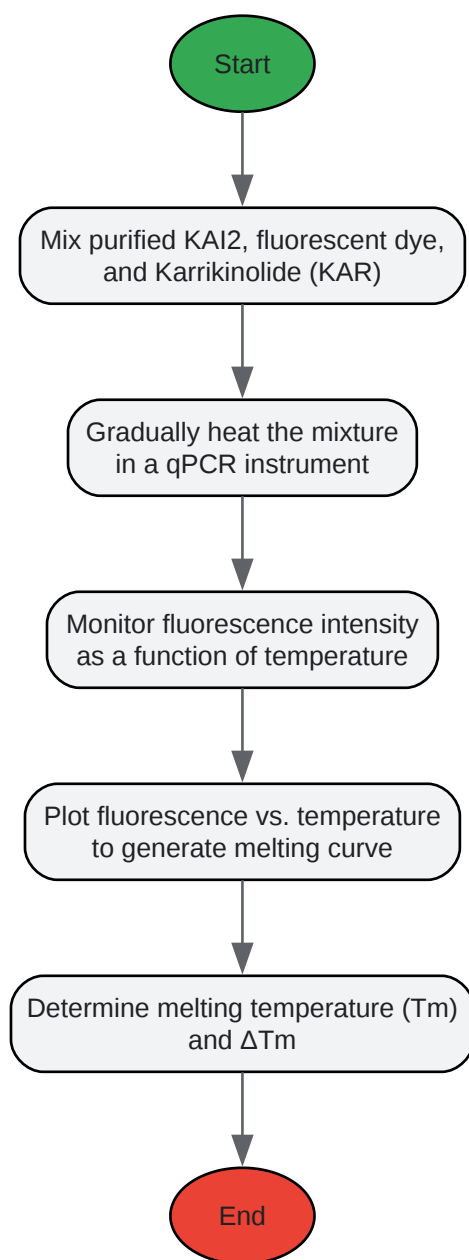 Start
Mix purified KAI2, fluorescent dye,
and Karrikinolide (KAR)
Gradually heat the mixture
in a qPCR instrument
Monitor fluorescence intensity
as a function of temperature
Plot fluorescence vs. temperature
to generate melting curve
Determine melting temperature (Tm)
and ΔTm
End